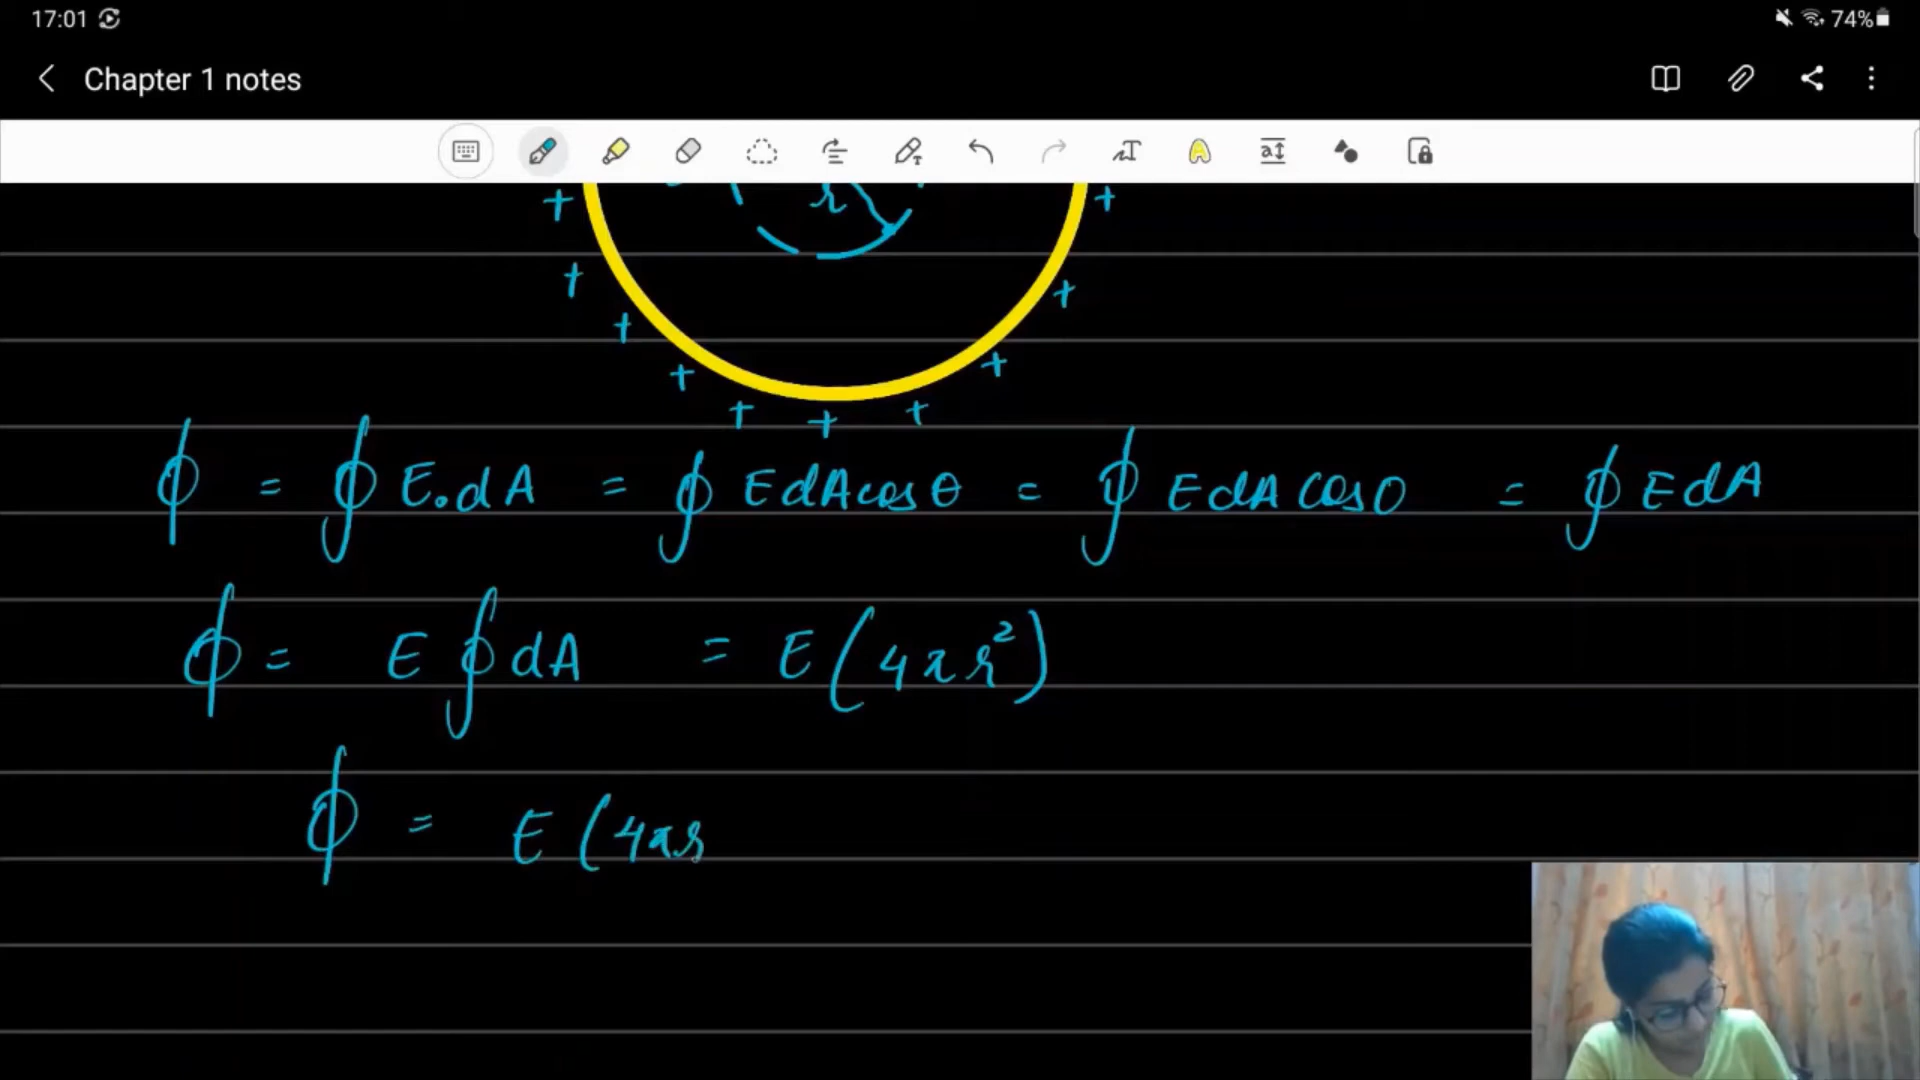 17:01 74%
Chapter 1 notes
+ r +
+ +
+ +
+ + + + +
ϕ = ∮ E.dA = ∮ EdAcosθ = ∮ EdA cos0 = ∮ EdA
ϕ = E ∮ dA = E(4πr²)
ϕ = E (4πr